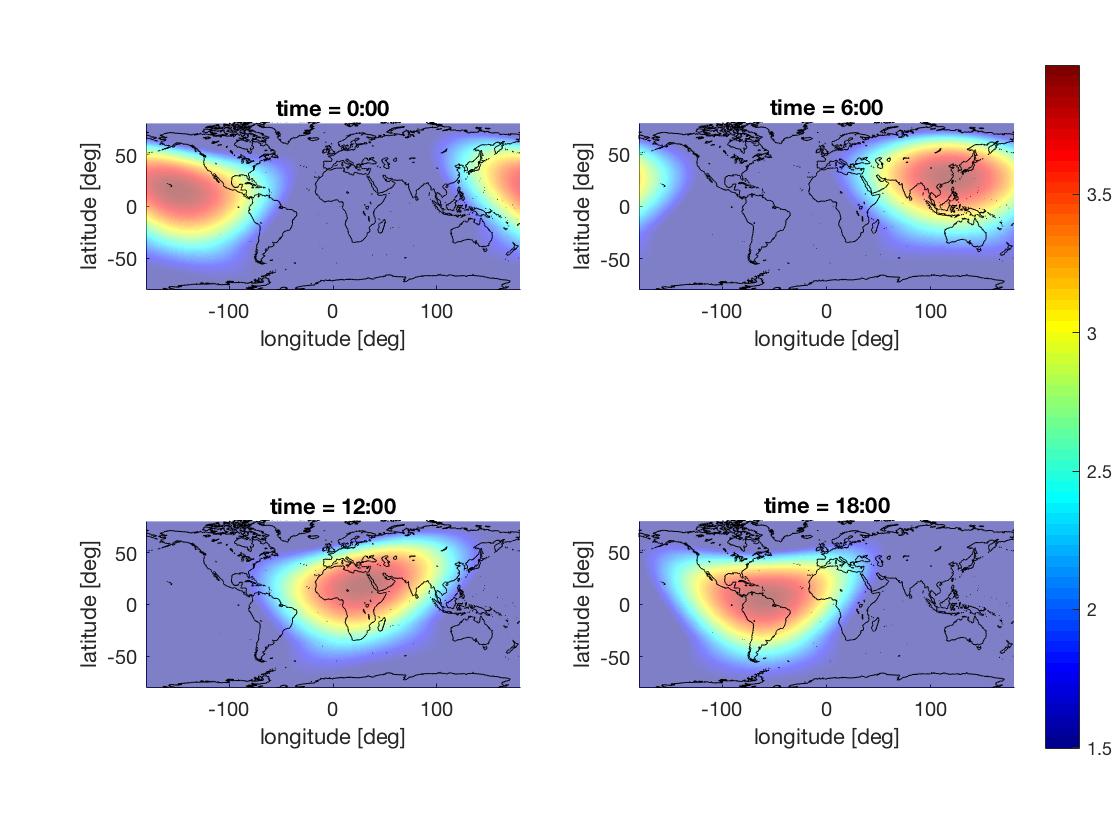 time = 0:00
latitude [deg]
50
0
-50
-100 0 100
longitude [deg]
time = 6:00
latitude [deg]
50
0
-50
-100 0 100
longitude [deg]
time = 12:00
latitude [deg]
50
0
-50
-100 0 100
longitude [deg]
time = 18:00
latitude [deg]
50
0
-50
-100 0 100
longitude [deg]
3.5
3
2.5
2
1.5